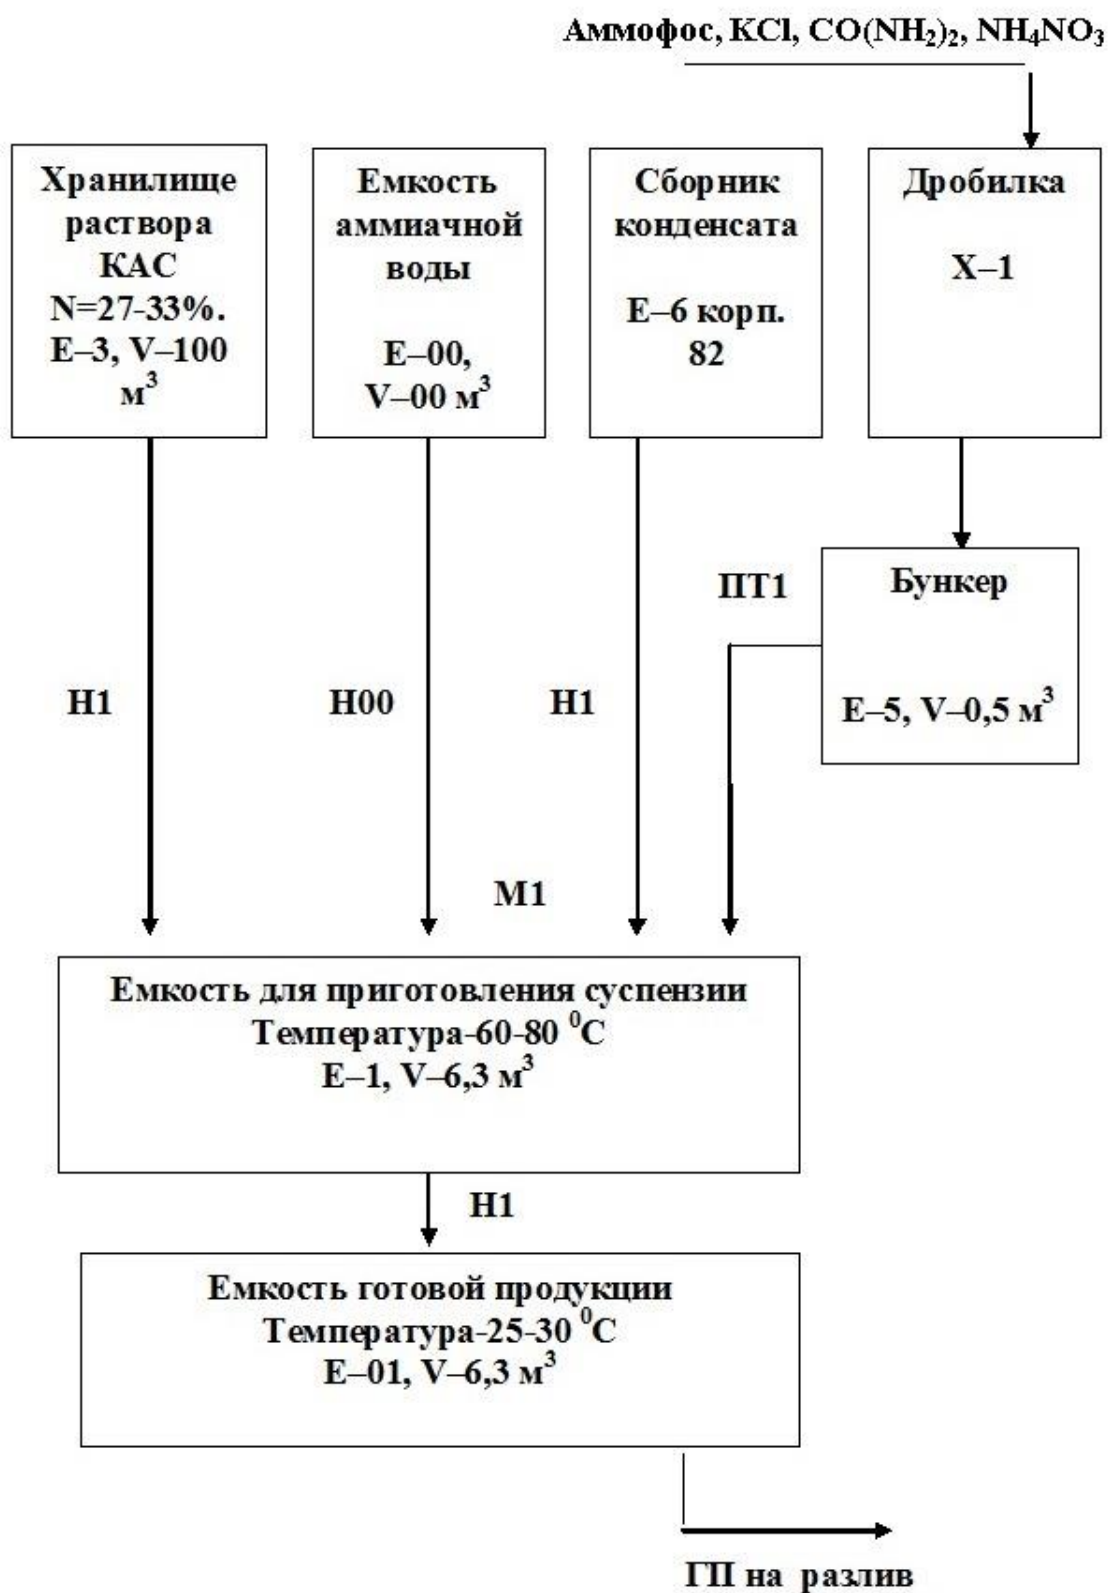 Аммофос, KCl, CO(NH₂)₂, NH₄NO₃
Хранилище
раствора
КАС
N=27-33%.
Е–3, V–100
м³
Емкость
аммиачной
воды
Е–00,
V–00 м³
Сборник
конденсата
Е–6 корп.
82
Дробилка
Х–1
Бункер
Е–5, V–0,5 м³
ПТ1
Н1
Н00
Н1
М1
Емкость для приготовления суспензии
Температура-60-80 ⁰С
Е–1, V–6,3 м³
Н1
Емкость готовой продукции
Температура-25-30 ⁰С
Е–01, V–6,3 м³
ГП на разлив